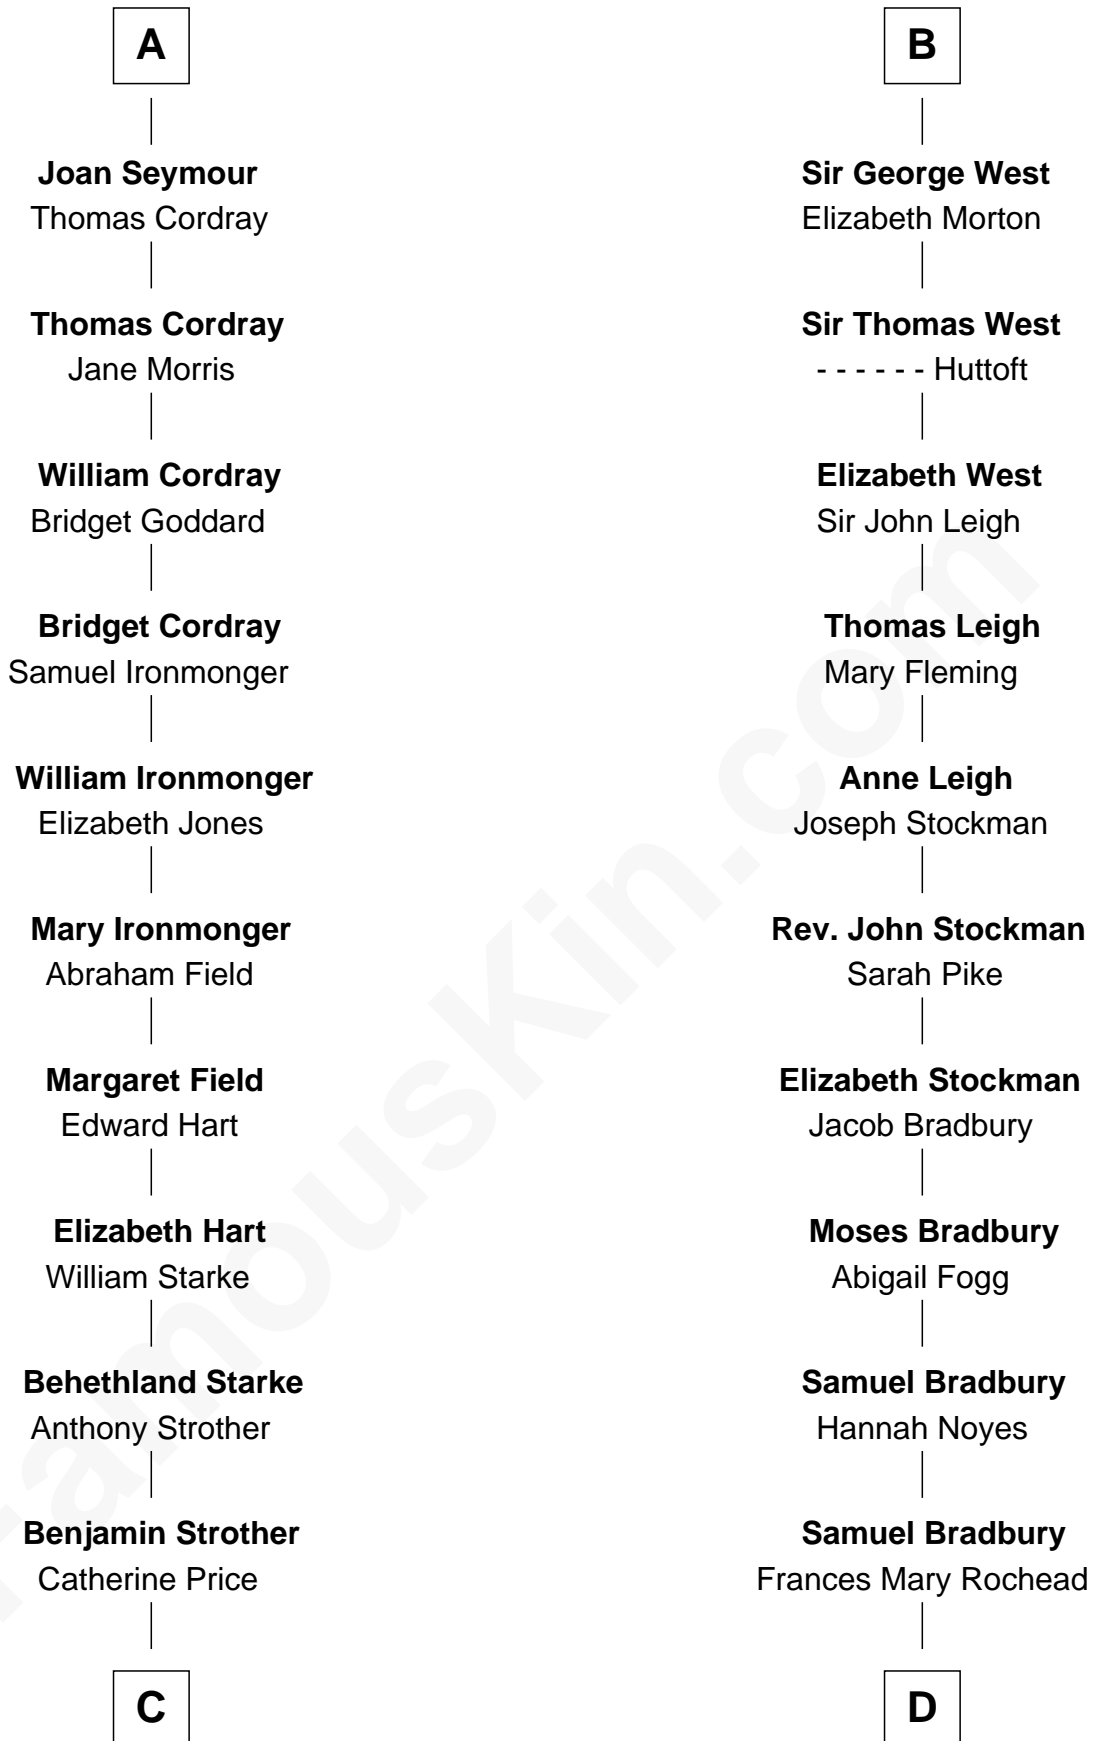 A
Joan Seymour
Thomas Cordray
Thomas Cordray
Jane Morris
William Cordray
Bridget Goddard
Bridget Cordray
Samuel Ironmonger
William Ironmonger
Elizabeth Jones
Mary Ironmonger
Abraham Field
Margaret Field
Edward Hart
Elizabeth Hart
William Starke
Behethland Starke
Anthony Strother
Benjamin Strother
Catherine Price
C
B
Sir George West
Elizabeth Morton
Sir Thomas West
- - - - - - Huttoft
Elizabeth West
Sir John Leigh
Thomas Leigh
Mary Fleming
Anne Leigh
Joseph Stockman
Rev. John Stockman
Sarah Pike
Elizabeth Stockman
Jacob Bradbury
Moses Bradbury
Abigail Fogg
Samuel Bradbury
Hannah Noyes
Samuel Bradbury
Frances Mary Rochead
D
FamousKin.com